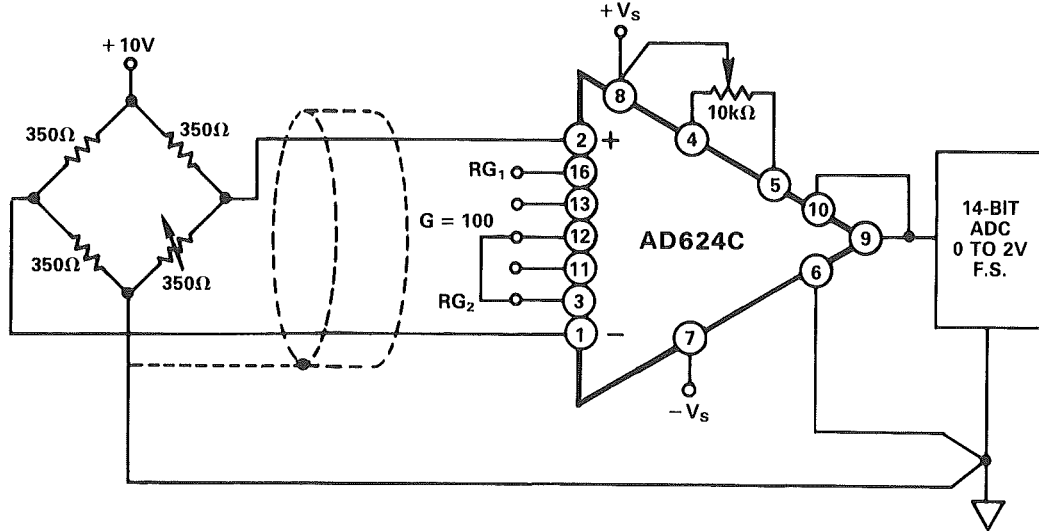 +VS
+10V
350Ω
350Ω
350Ω
350Ω
8
10kΩ
2
+
4
RG1
16
13
5
G = 100
12
10
AD624C
9
11
6
RG2
3
1
−
7
−VS
14-BIT
ADC
0 TO 2V
F.S.